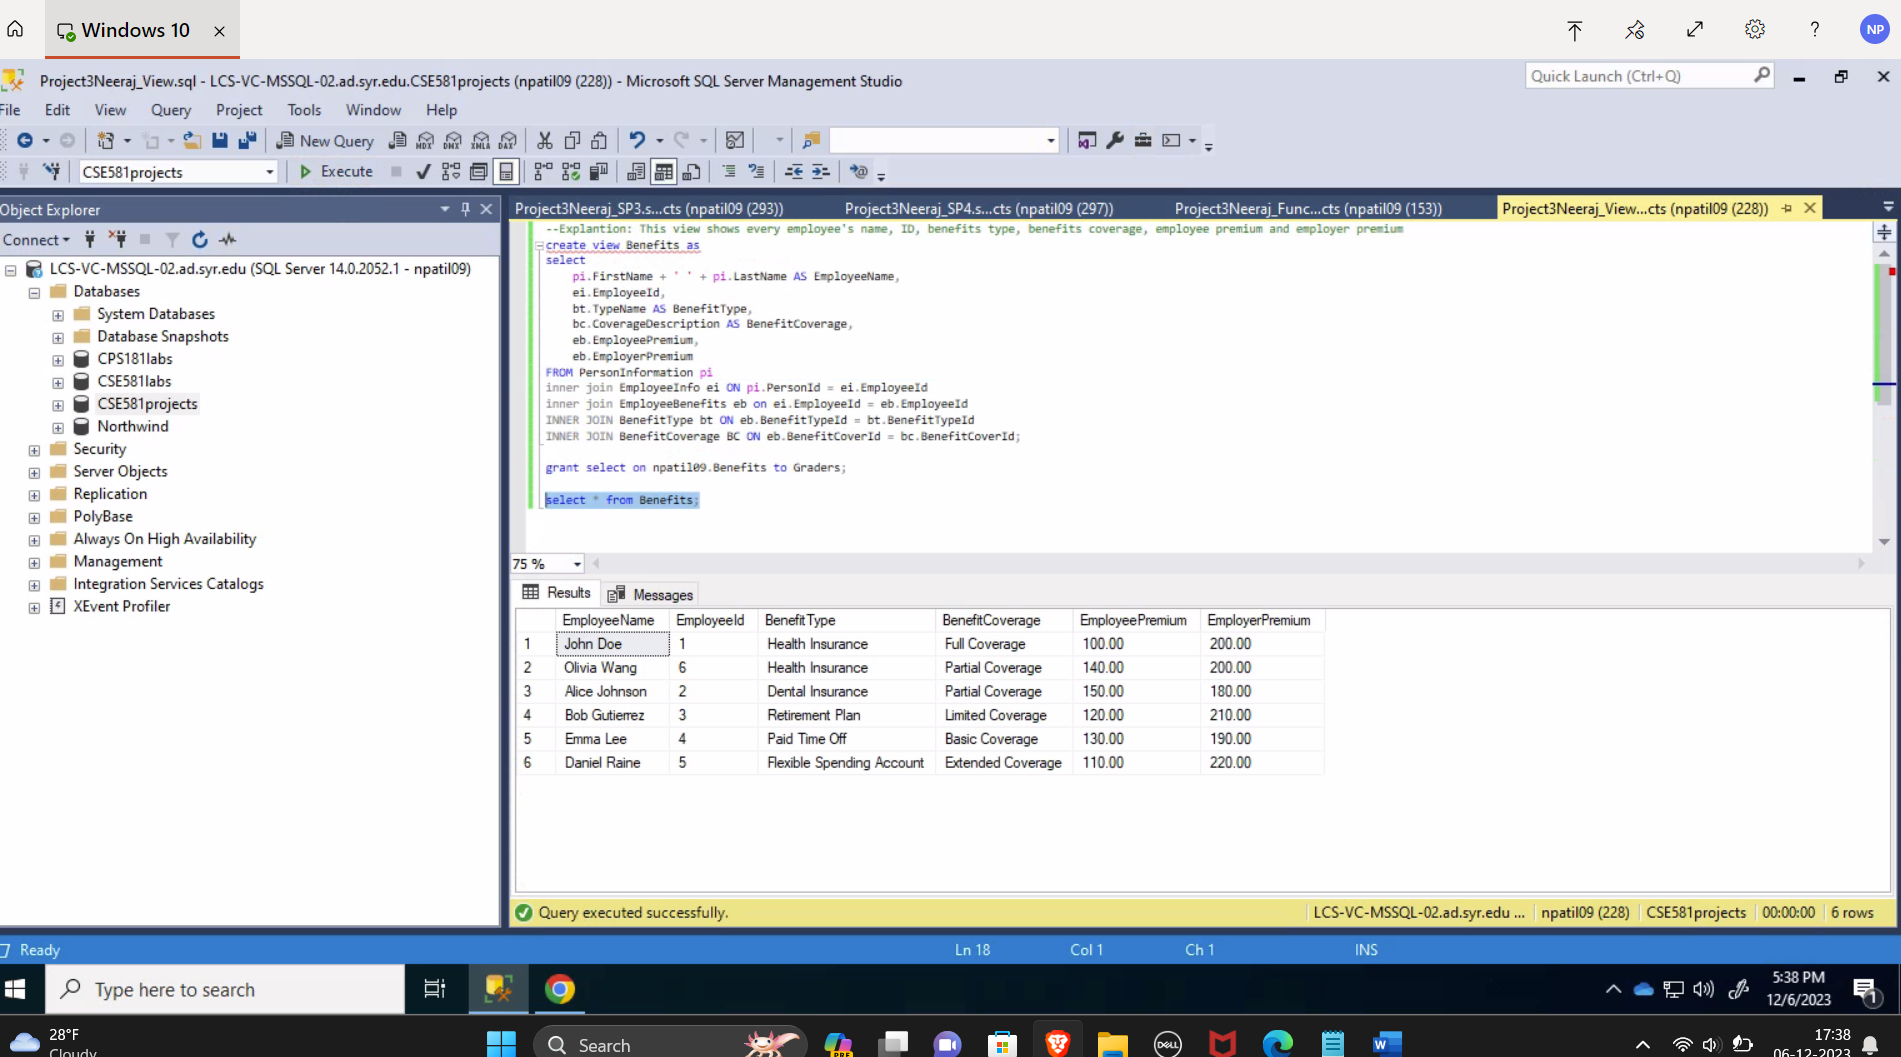 Windows 10
NP
Project3Neeraj_View.sql - LCS-VC-MSSQL-02.ad.syr.edu.CSE581projects (npatil09 (228)) - Microsoft SQL Server Management Studio
Quick Launch (Ctrl+Q)
File Edit View Query Project Tools Window Help
New Query
MDX DMX XMLA DAX
CSE581projects
Execute
Object Explorer
Project3Neeraj_SP3.s...cts (npatil09 (293))
Project3Neeraj_SP4.s...cts (npatil09 (297))
Project3Neeraj_Func...cts (npatil09 (153))
Project3Neeraj_View...cts (npatil09 (228))
Connect
LCS-VC-MSSQL-02.ad.syr.edu (SQL Server 14.0.2052.1 - npatil09)
Databases
System Databases
Database Snapshots
CPS181labs
CSE581labs
CSE581projects
Northwind
Security
Server Objects
Replication
PolyBase
Always On High Availability
Management
Integration Services Catalogs
XEvent Profiler
--Explantion: This view shows every employee's name, ID, benefits type, benefits coverage, employee premium and employer premium
create view Benefits as
select
pi.FirstName + ' ' + pi.LastName AS EmployeeName,
ei.EmployeeId,
bt.TypeName AS BenefitType,
bc.CoverageDescription AS BenefitCoverage,
eb.EmployeePremium,
eb.EmployerPremium
FROM PersonInformation pi
inner join EmployeeInfo ei ON pi.PersonId = ei.EmployeeId
inner join EmployeeBenefits eb on ei.EmployeeId = eb.EmployeeId
INNER JOIN BenefitType bt ON eb.BenefitTypeId = bt.BenefitTypeId
INNER JOIN BenefitCoverage BC ON eb.BenefitCoverId = bc.BenefitCoverId;
grant select on npatil09.Benefits to Graders;
select * from Benefits;
75 %
Results Messages
EmployeeName EmployeeId BenefitType BenefitCoverage EmployeePremium EmployerPremium
1 John Doe 1 Health Insurance Full Coverage 100.00 200.00
2 Olivia Wang 6 Health Insurance Partial Coverage 140.00 200.00
3 Alice Johnson 2 Dental Insurance Partial Coverage 150.00 180.00
4 Bob Gutierrez 3 Retirement Plan Limited Coverage 120.00 210.00
5 Emma Lee 4 Paid Time Off Basic Coverage 130.00 190.00
6 Daniel Raine 5 Flexible Spending Account Extended Coverage 110.00 220.00
Query executed successfully.
LCS-VC-MSSQL-02.ad.syr.edu ... npatil09 (228) CSE581projects 00:00:00 6 rows
Ready
Ln 18 Col 1 Ch 1 INS
Type here to search
5:38 PM
12/6/2023
1
28°F
Cloudy
Search
PRE
DELL
W
17:38
06-12-2023